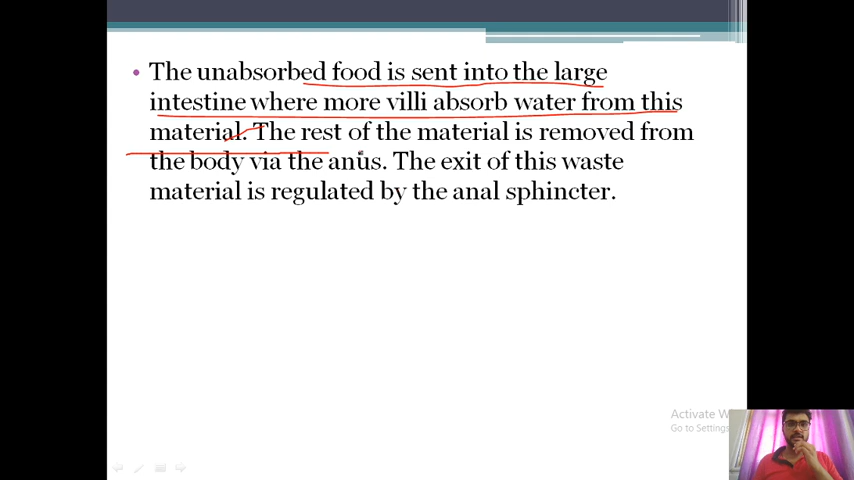 The unabsorbed food is sent into the large
intestine where more villi absorb water from this
material. The rest of the material is removed from
the body via the anus. The exit of this waste
material is regulated by the anal sphincter.
Activate W
Go to Settings